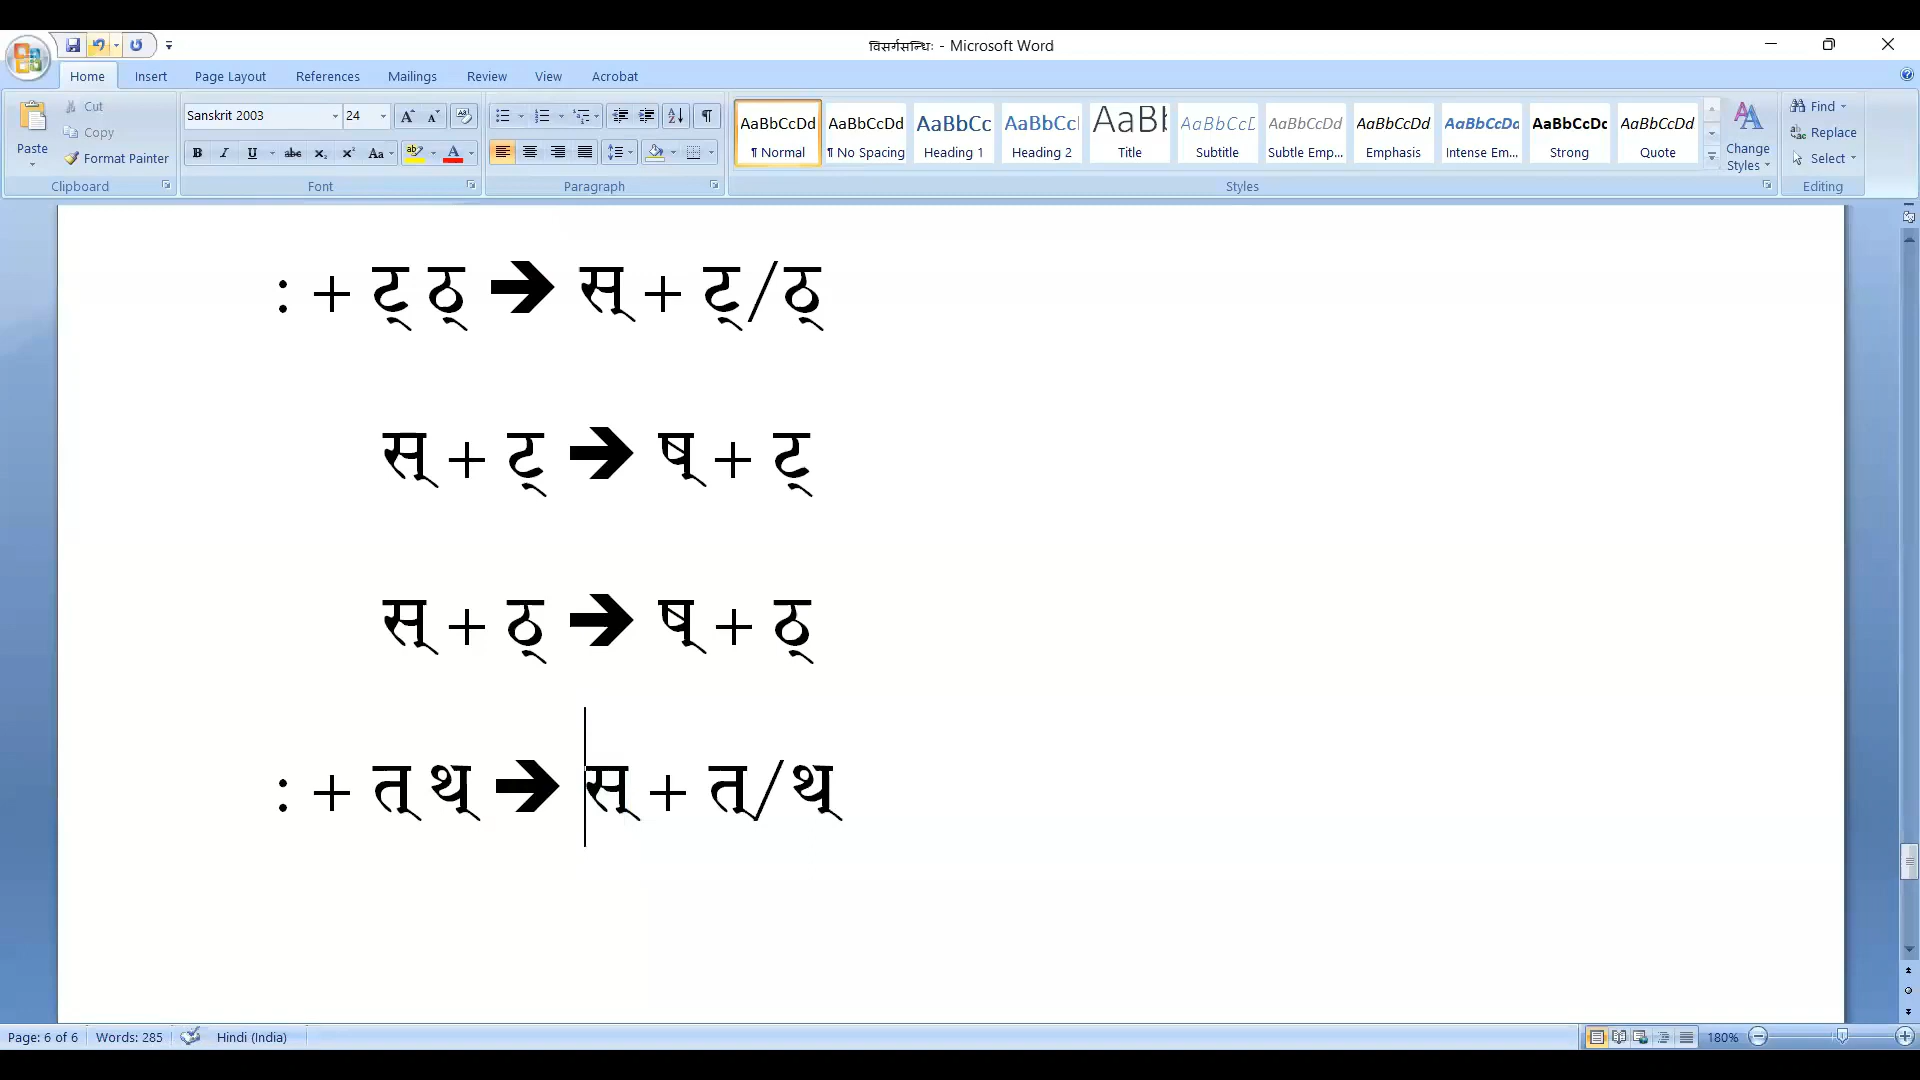 विसर्गसन्धिः - Microsoft Word
Home Insert Page Layout References Mailings Review View Acrobat
Paste
Cut
Copy
Format Painter
Clipboard
Sanskrit 2003 24
Font
Paragraph
AaBbCcDd AaBbCcDd AaBbCc AaBbCc AaBb AaBbCcD AaBbCcDd AaBbCcDd AaBbCcDd AaBbCcDc AaBbCcDd
¶ Normal ¶ No Spacing Heading 1 Heading 2 Title Subtitle Subtle Emp... Emphasis Intense Em... Strong Quote
Change Styles
Styles
Find
Replace
Select
Editing
: + ट् ठ् 🡺 स् + ट्/ठ्
स् + ट् 🡺 ष् + ट्
स् + ठ् 🡺 ष् + ठ्
: + त् थ् 🡺 स् + त्/थ्
Page: 6 of 6 Words: 285 Hindi (India) 180%